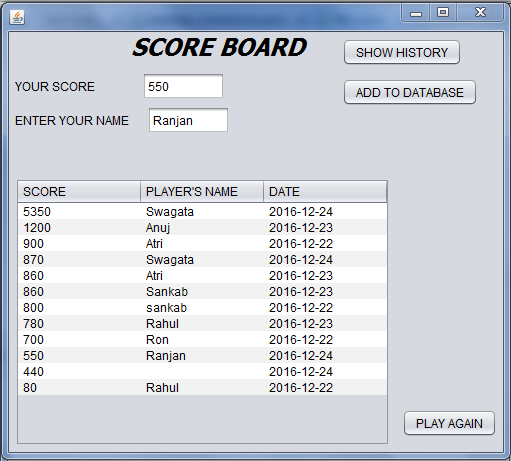 SCORE BOARD
SHOW HISTORY
YOUR SCORE 550
ADD TO DATABASE
ENTER YOUR NAME Ranjan
SCORE PLAYER'S NAME DATE
5350 Swagata 2016-12-24
1200 Anuj 2016-12-23
900 Atri 2016-12-22
870 Swagata 2016-12-24
860 Atri 2016-12-23
860 Sankab 2016-12-23
800 sankab 2016-12-22
780 Rahul 2016-12-23
700 Ron 2016-12-22
550 Ranjan 2016-12-24
440 2016-12-24
80 Rahul 2016-12-22
PLAY AGAIN